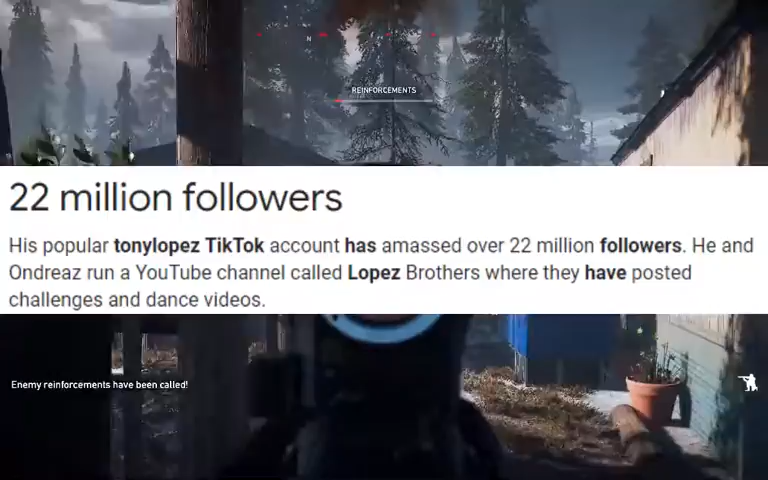 N
REINFORCEMENTS
22 million followers
His popular tonylopez TikTok account has amassed over 22 million followers. He and
Ondreaz run a YouTube channel called Lopez Brothers where they have posted
challenges and dance videos.
Enemy reinforcements have been called!